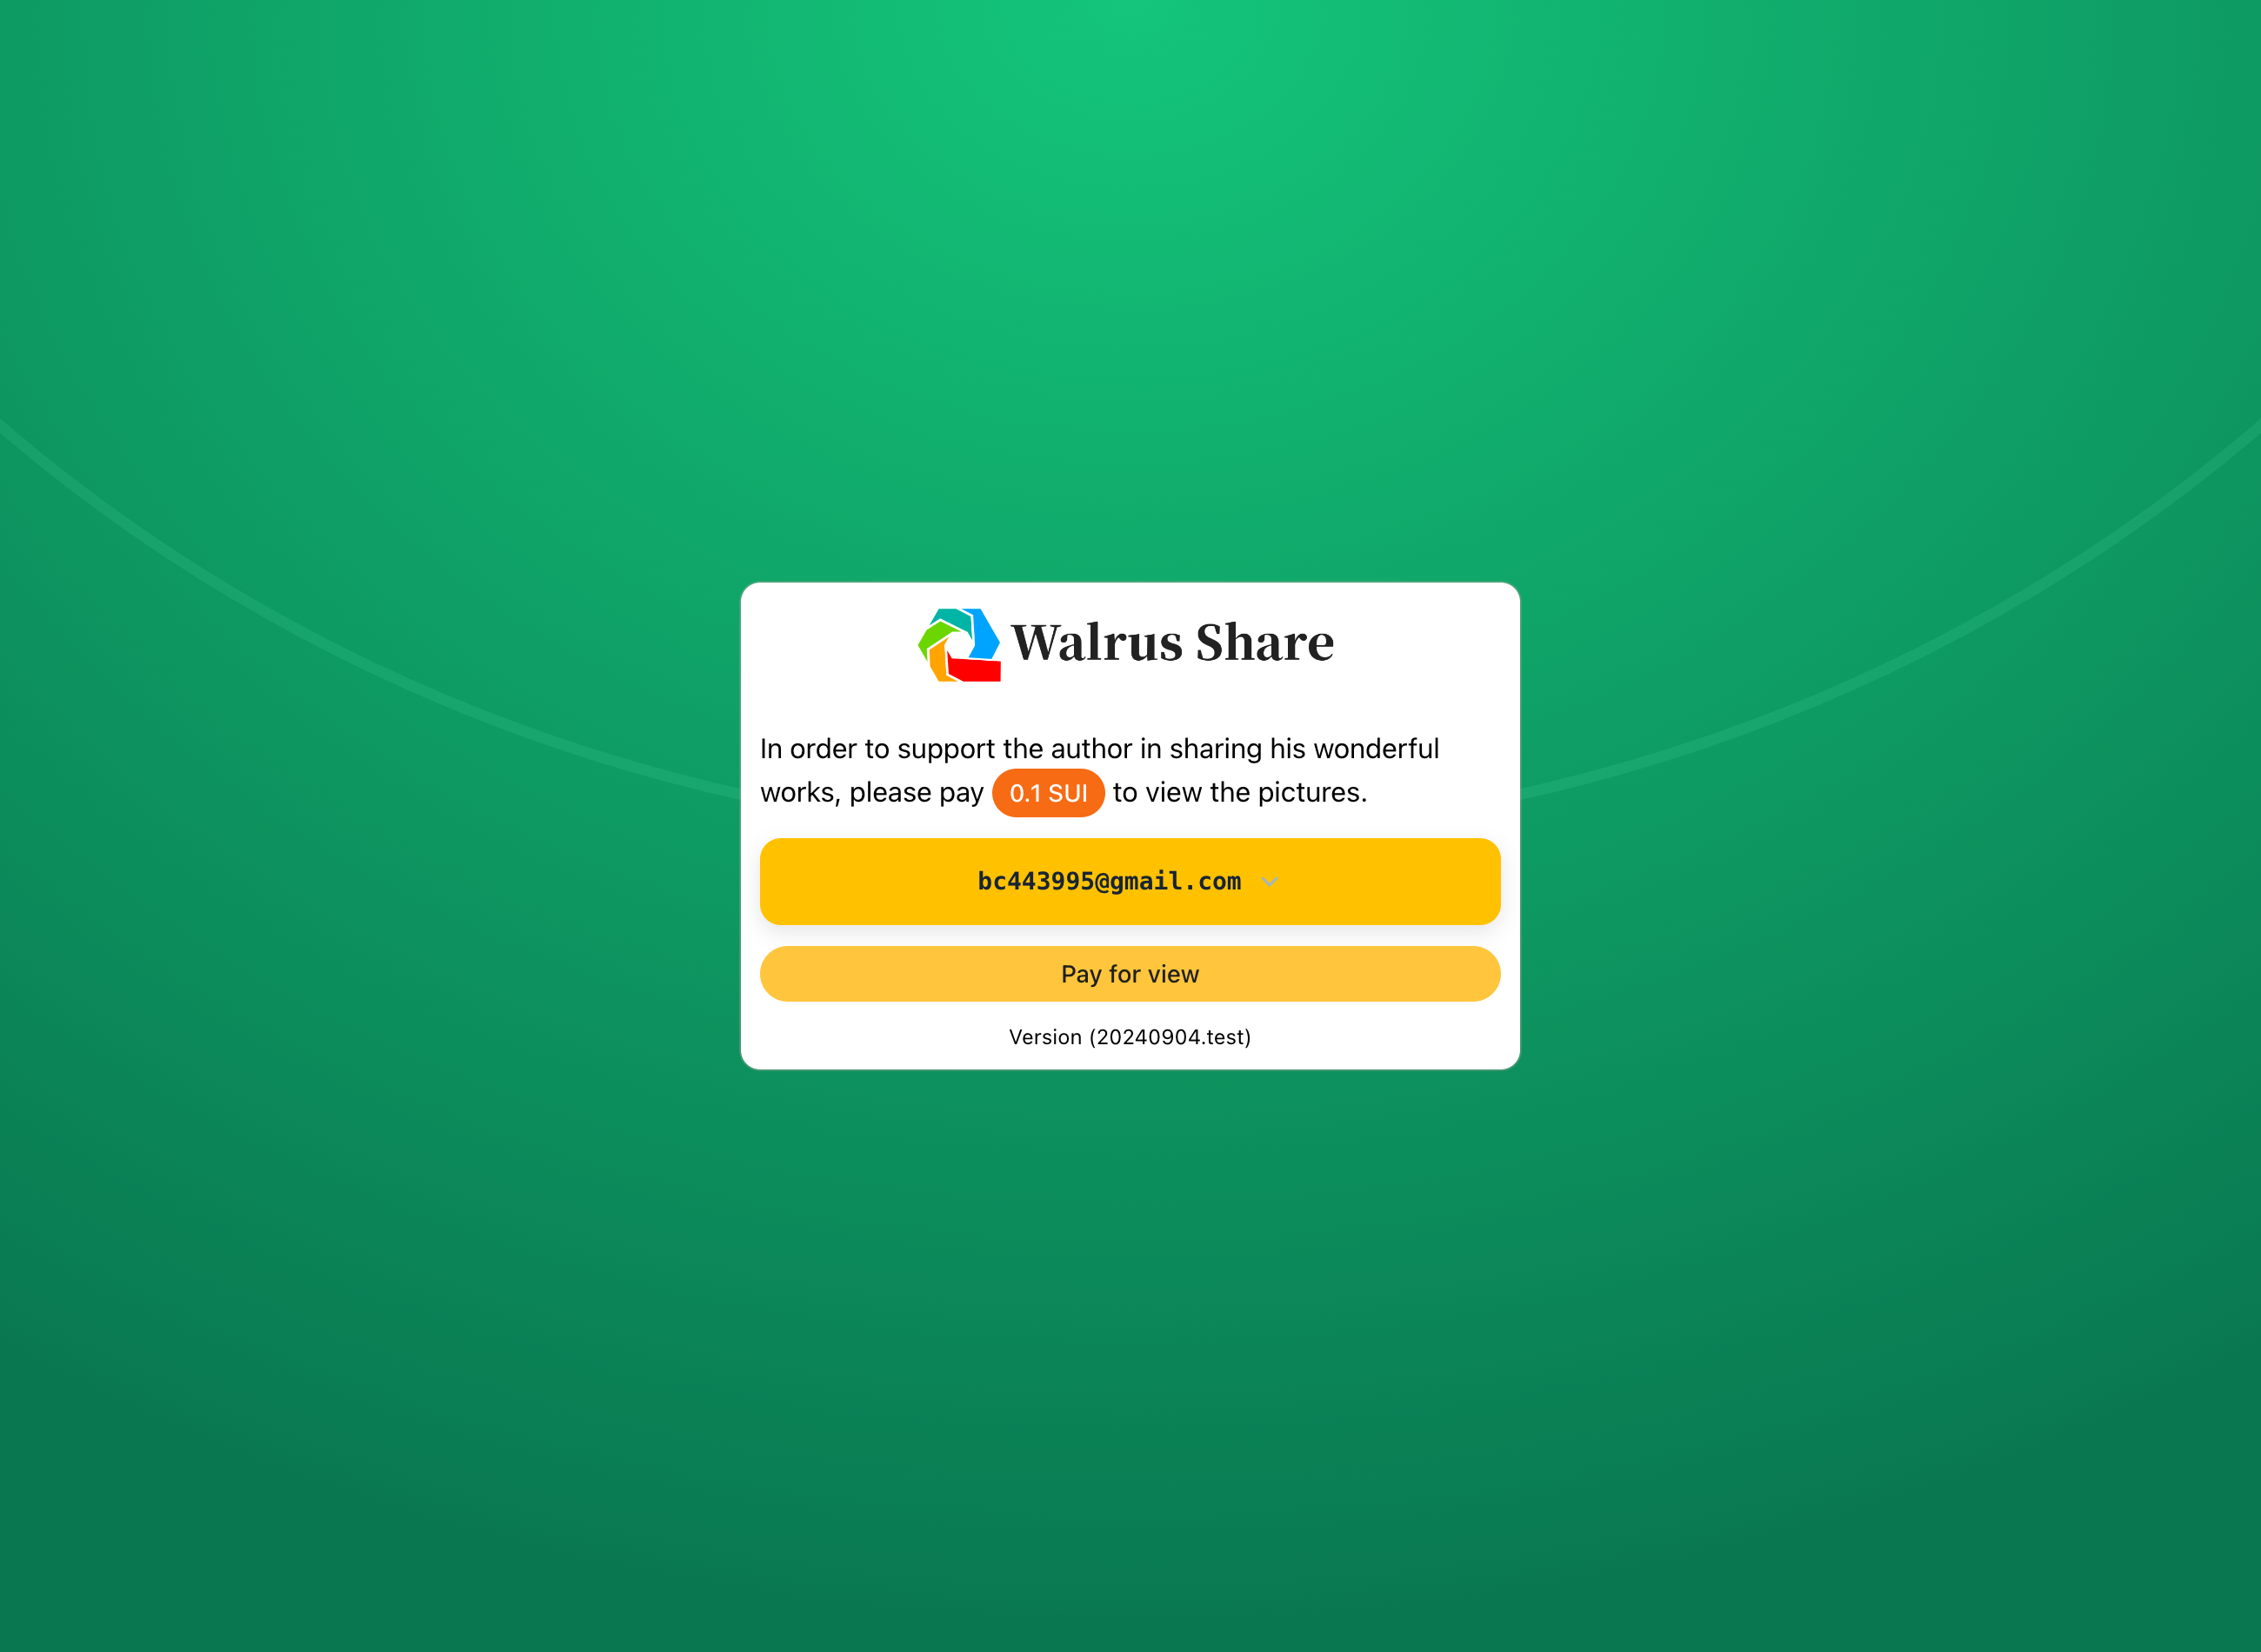 Walrus Share
In order to support the author in sharing his wonderful
works, please pay 0.1 SUI to view the pictures.
bc443995@gmail.com
Pay for view
Version (20240904.test)